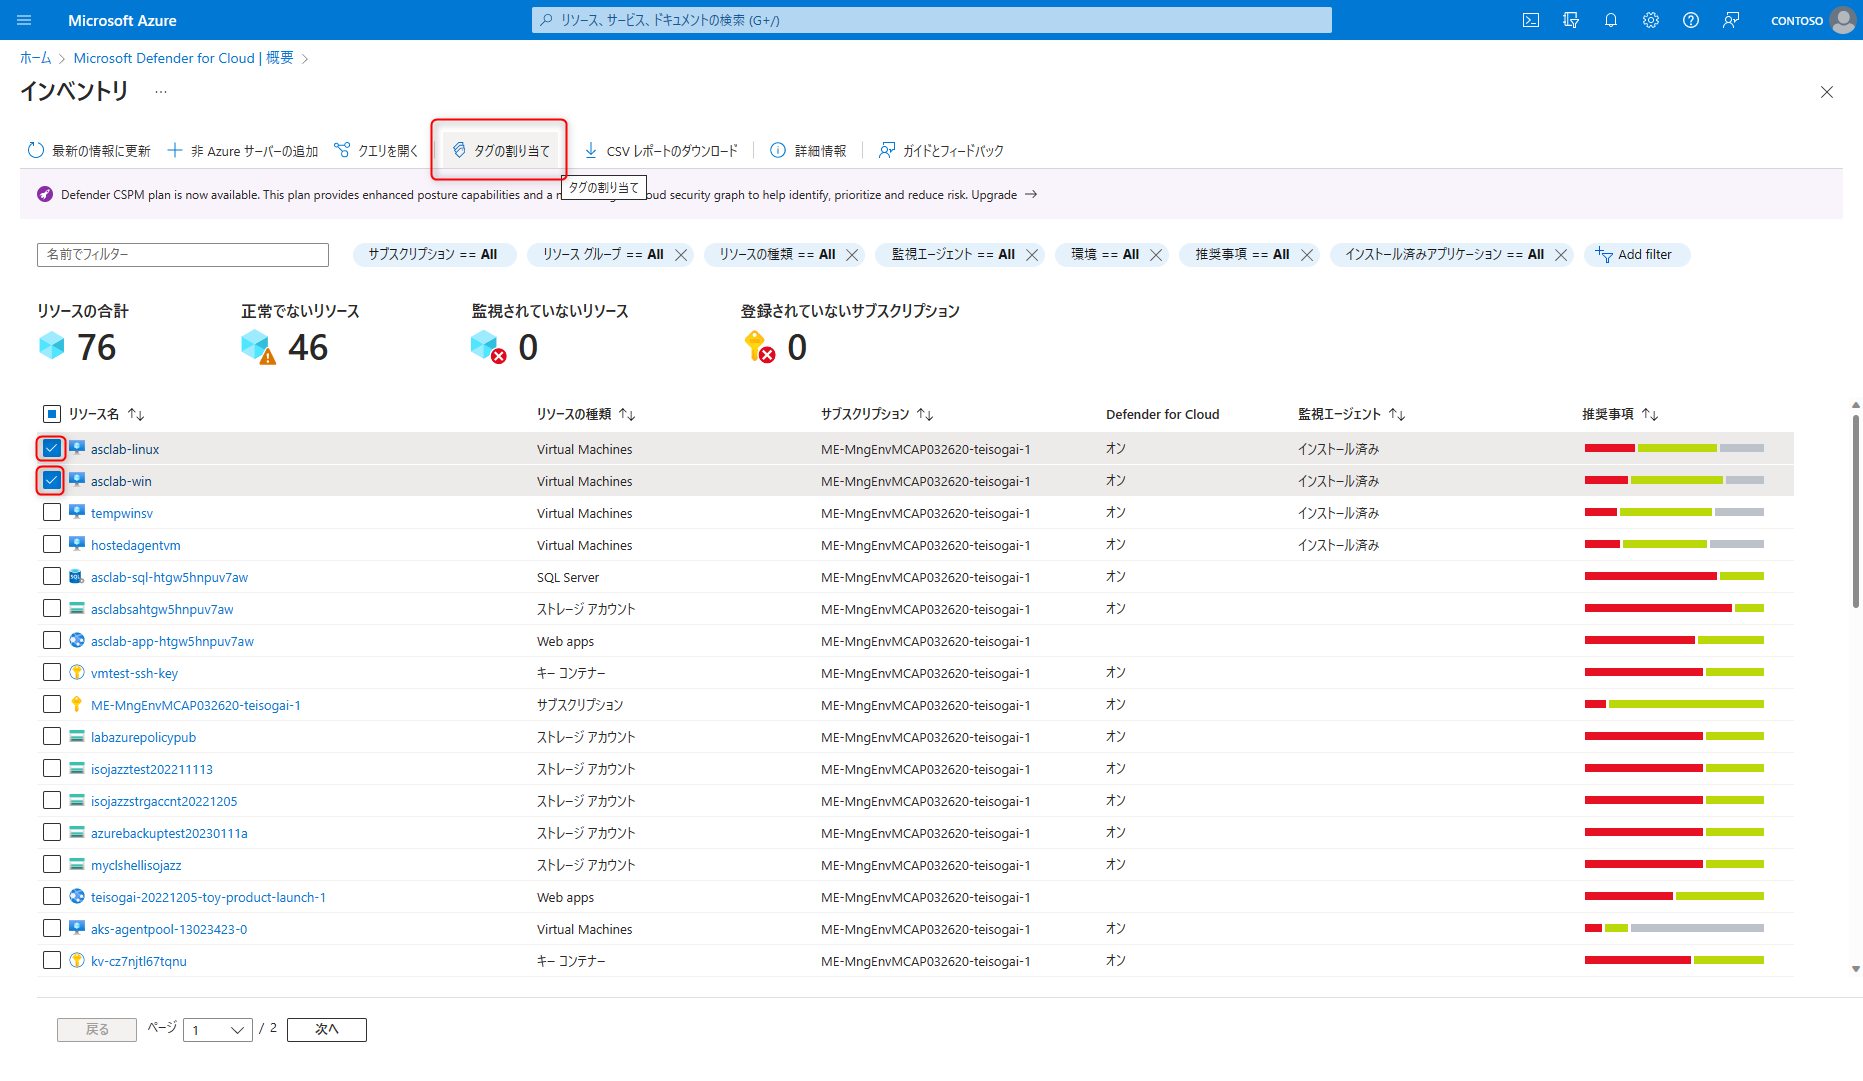 Microsoft Azure
リソース、サービス、ドキュメントの検索 (G+/)
CONTOSO
ホーム > Microsoft Defender for Cloud | 概要 >
インベントリ ...
最新の情報に更新 非 Azure サーバーの追加 クエリを開く タグの割り当て CSV レポートのダウンロード 詳細情報 ガイドとフィードバック
タグの割り当て
Defender CSPM plan is now available. This plan provides enhanced posture capabilities and a n oud security graph to help identify, prioritize and reduce risk. Upgrade →
名前でフィルター サブスクリプション == All リソース グループ == All リソースの種類 == All 監視エージェント == All 環境 == All 推奨事項 == All インストール済みアプリケーション == All Add filter
リソースの合計 正常でないリソース 監視されていないリソース 登録されていないサブスクリプション
76 46 0 0
リソース名 リソースの種類 サブスクリプション Defender for Cloud 監視エージェント 推奨事項
asclab-linux Virtual Machines ME-MngEnvMCAP032620-teisogai-1 オン インストール済み
asclab-win Virtual Machines ME-MngEnvMCAP032620-teisogai-1 オン インストール済み
tempwinsv Virtual Machines ME-MngEnvMCAP032620-teisogai-1 オン インストール済み
hostedagentvm Virtual Machines ME-MngEnvMCAP032620-teisogai-1 オン インストール済み
asclab-sql-htgw5hnpuv7aw SQL Server ME-MngEnvMCAP032620-teisogai-1 オン
asclabsahtgw5hnpuv7aw ストレージ アカウント ME-MngEnvMCAP032620-teisogai-1 オン
asclab-app-htgw5hnpuv7aw Web apps ME-MngEnvMCAP032620-teisogai-1
vmtest-ssh-key キー コンテナー ME-MngEnvMCAP032620-teisogai-1 オン
ME-MngEnvMCAP032620-teisogai-1 サブスクリプション ME-MngEnvMCAP032620-teisogai-1 オン
labazurepolicypub ストレージ アカウント ME-MngEnvMCAP032620-teisogai-1 オン
isojazztest202211113 ストレージ アカウント ME-MngEnvMCAP032620-teisogai-1 オン
isojazzstrgaccnt20221205 ストレージ アカウント ME-MngEnvMCAP032620-teisogai-1 オン
azurebackuptest20230111a ストレージ アカウント ME-MngEnvMCAP032620-teisogai-1 オン
myclshellisojazz ストレージ アカウント ME-MngEnvMCAP032620-teisogai-1 オン
teisogai-20221205-toy-product-launch-1 Web apps ME-MngEnvMCAP032620-teisogai-1
aks-agentpool-13023423-0 Virtual Machines ME-MngEnvMCAP032620-teisogai-1 オン
kv-cz7njtl67tqnu キー コンテナー ME-MngEnvMCAP032620-teisogai-1 オン
戻る ページ 1 / 2 次へ